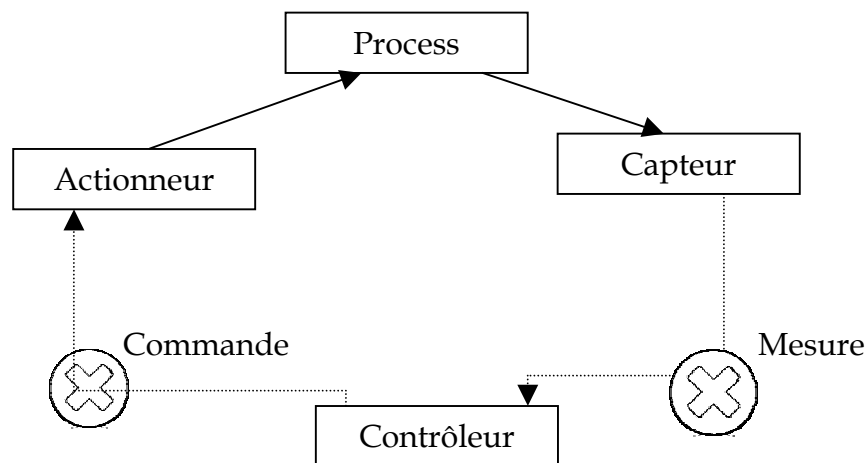 Process
Capteur
Actionneur
Commande
Mesure
Contrôleur